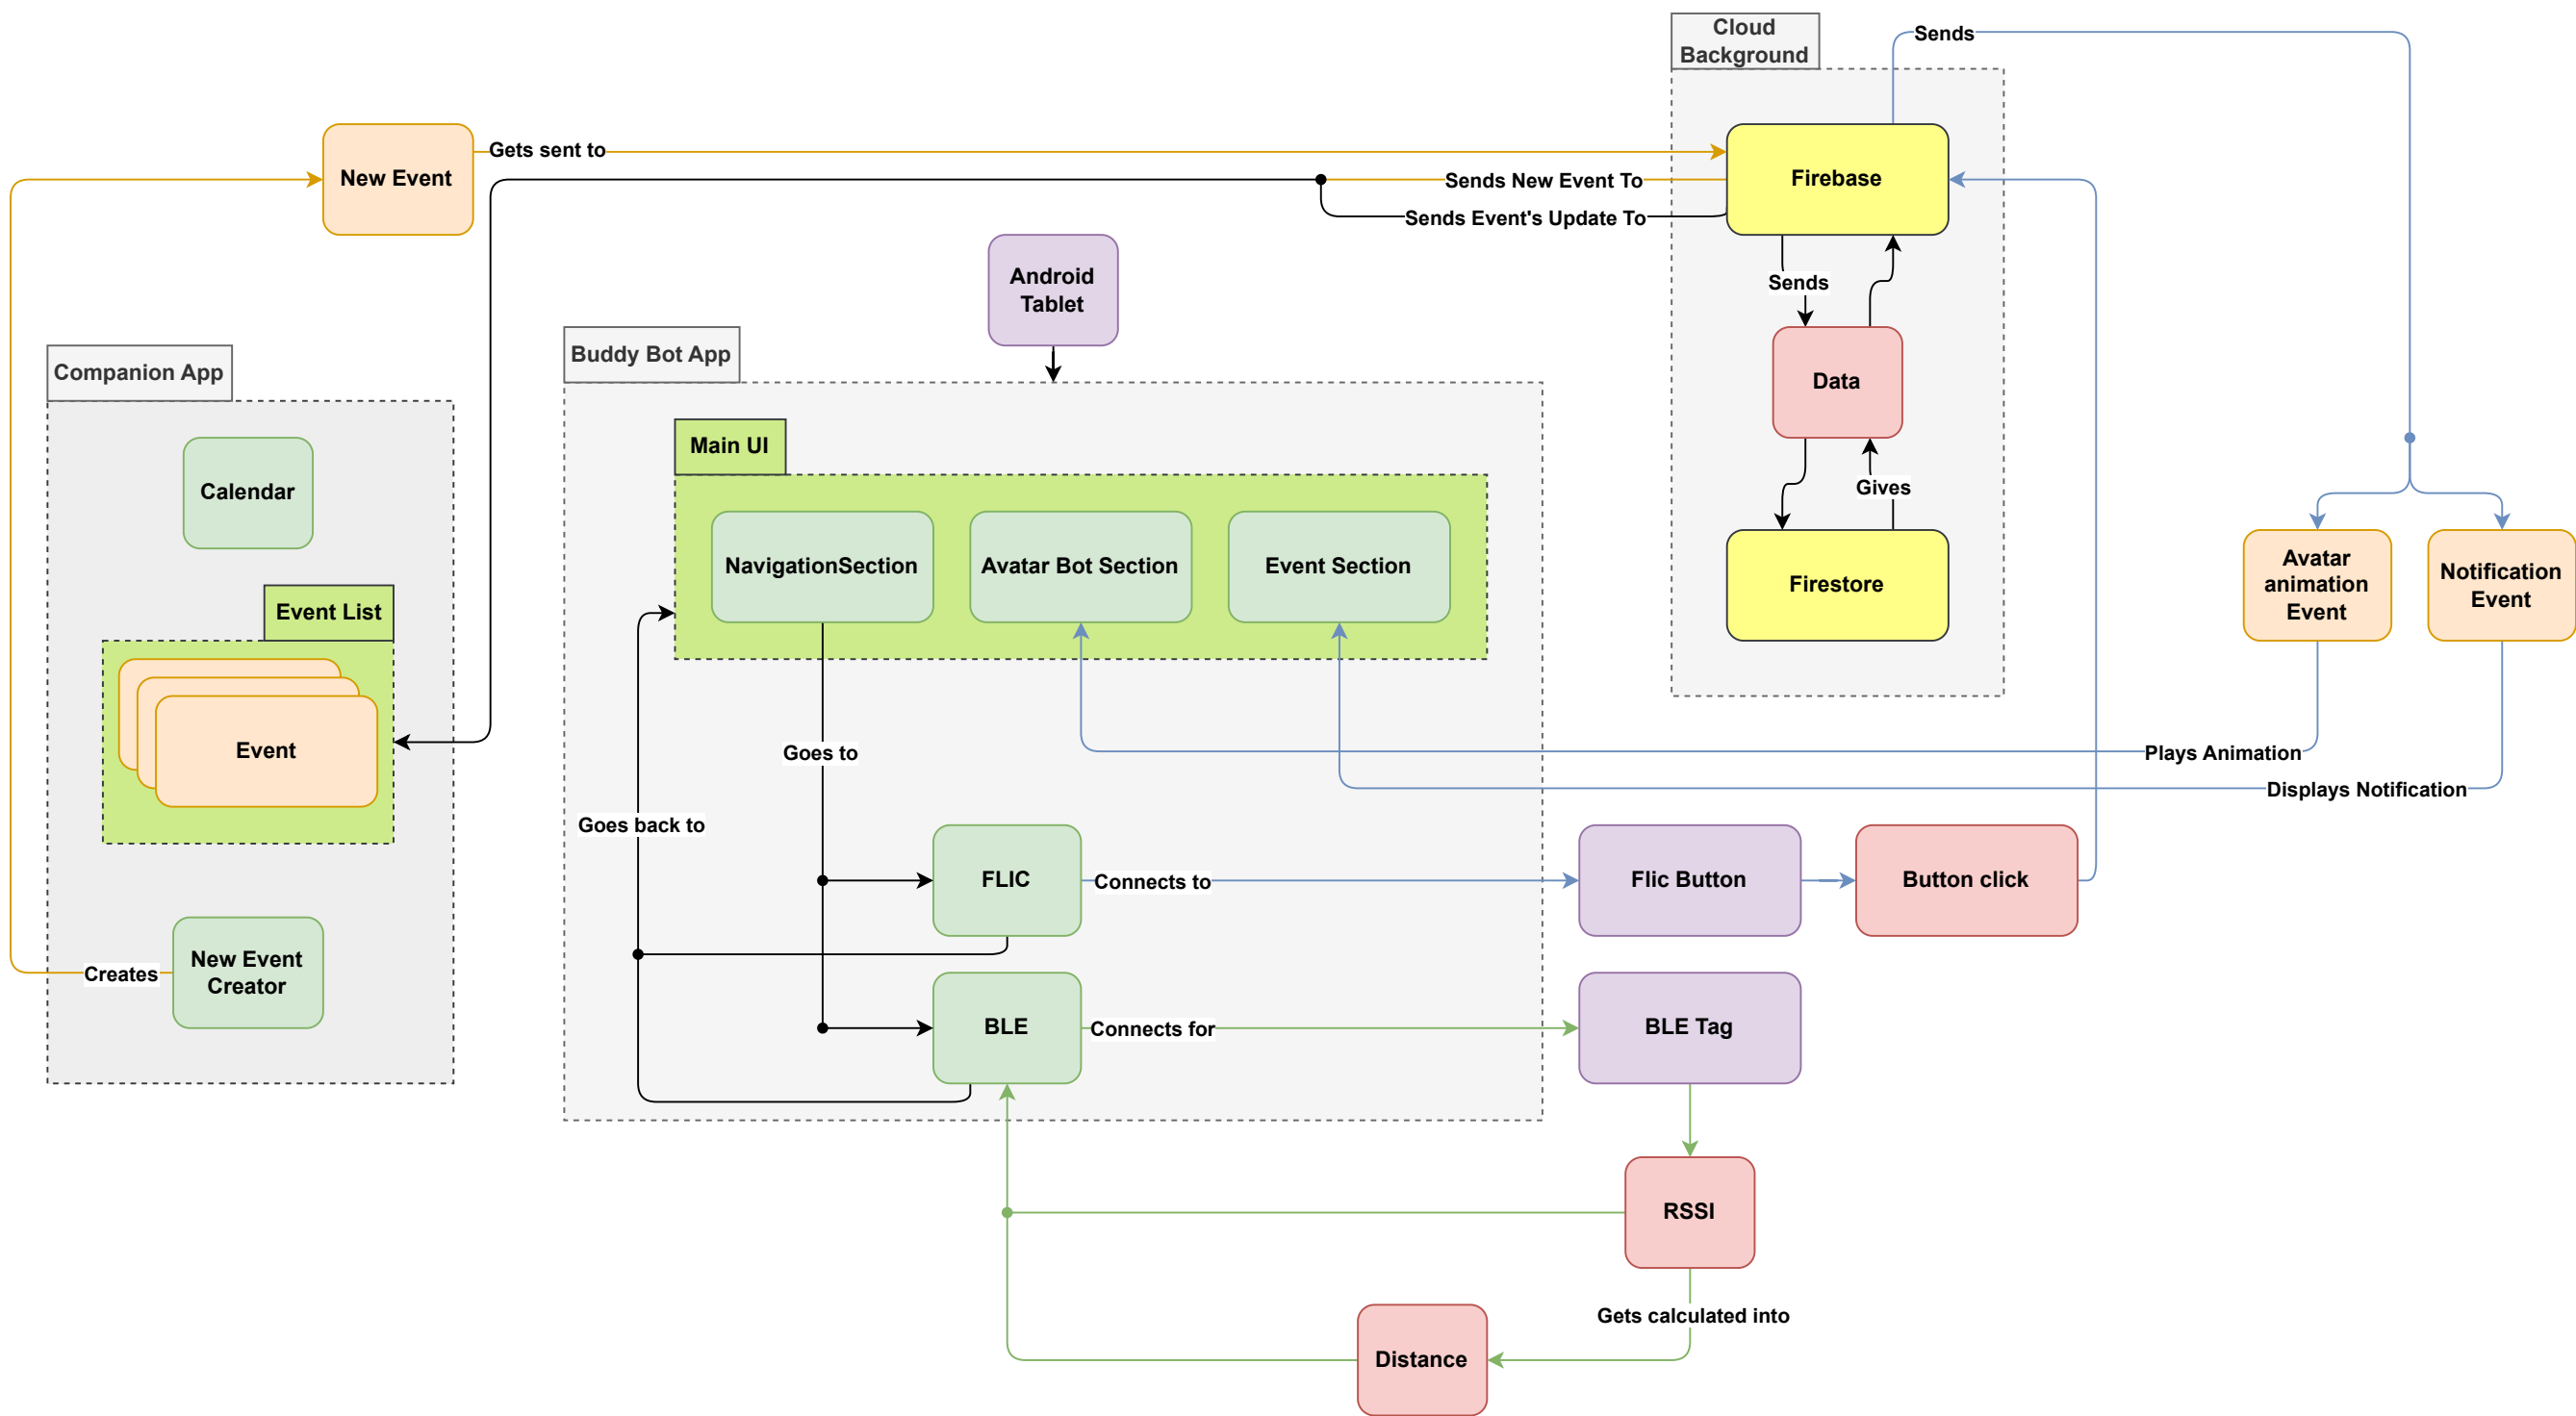 Cloud
Background
Sends
New Event
Gets sent to
Sends New Event To
Sends Event's Update To
Firebase
Android
Tablet
Sends
Companion App
Buddy Bot App
Data
Main UI
Calendar
Gives
NavigationSection
Avatar Bot Section
Event Section
Firestore
Avatar
animation
Event
Notification
Event
Event List
Event
Goes to
Plays Animation
Displays Notification
Goes back to
FLIC
Connects to
Flic Button
Button click
Creates
New Event
Creator
BLE
Connects for
BLE Tag
RSSI
Gets calculated into
Distance